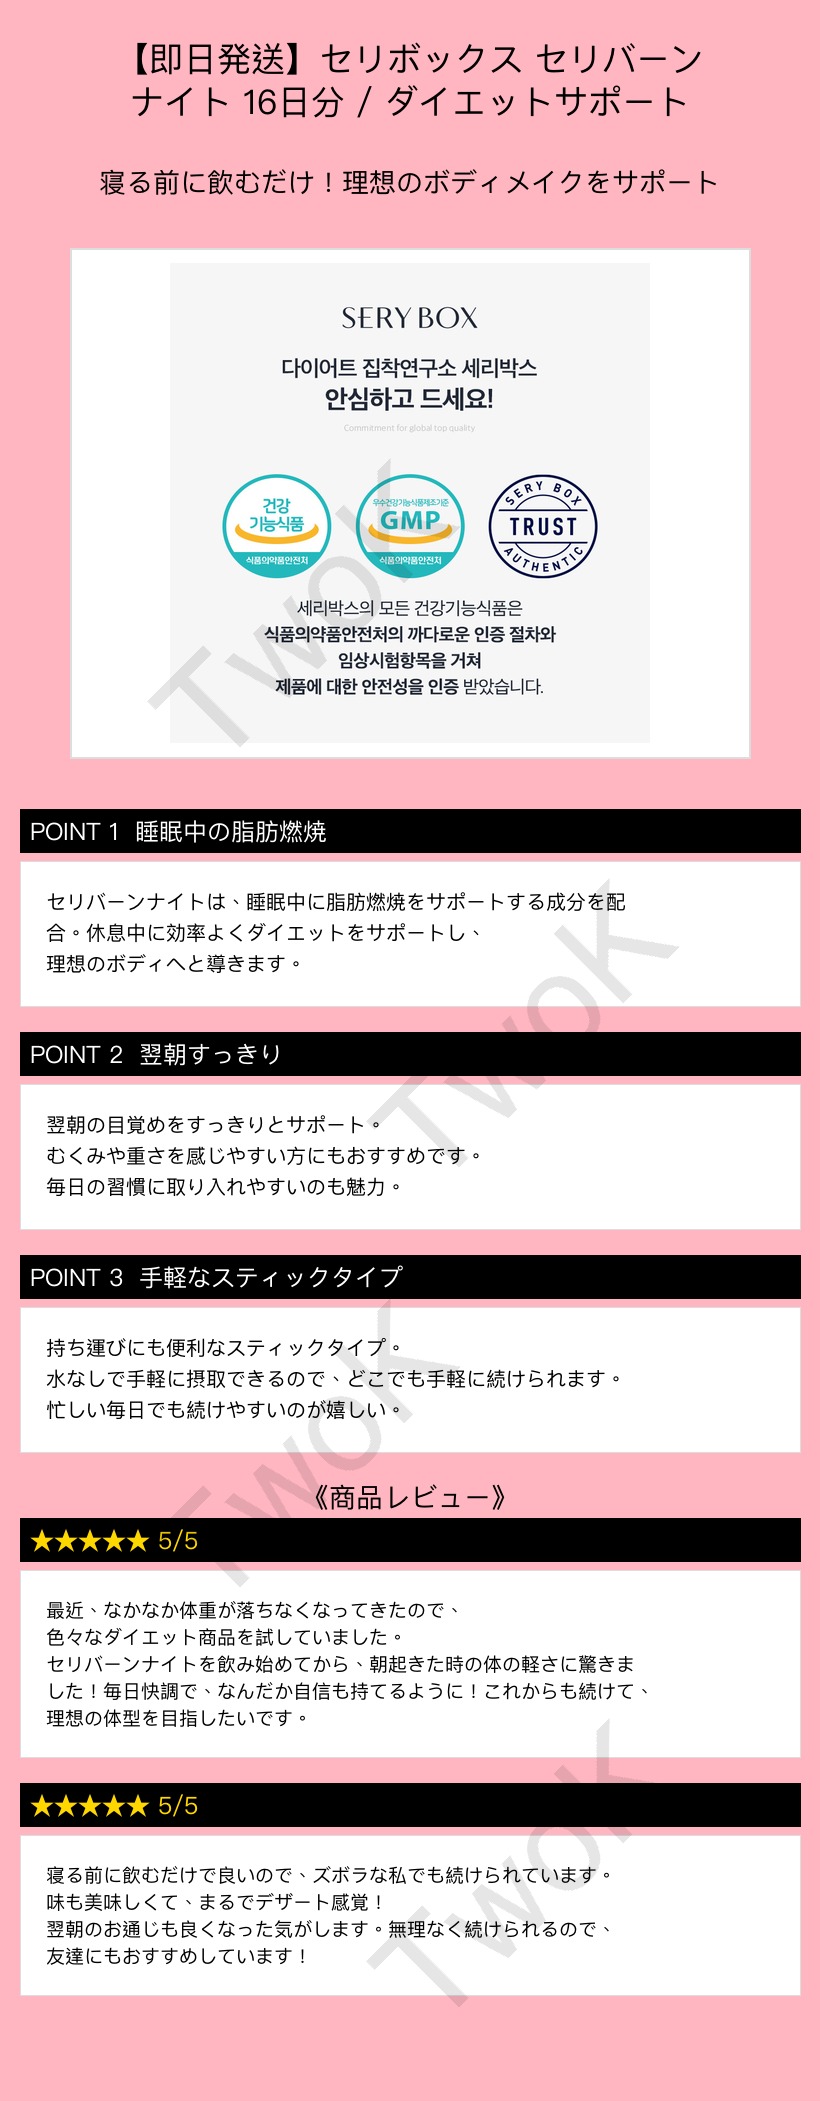 【即日発送】セリボックス セリバーン
ナイト 16日分 / ダイエットサポート
寝る前に飲むだけ！理想のボディメイクをサポート
SERY BOX
다이어트 집착연구소 세리박스
안심하고 드세요!
Commitment for global top quality
건강
기능식품
식품의약품안전처
우수건강기능식품제조기준
GMP
식품의약품안전처
SERY BOX
TRUST
AUTHENTIC
세리박스의 모든 건강기능식품은
식품의약품안전처의 까다로운 인증 절차와
임상시험항목을 거쳐
제품에 대한 안전성을 인증 받았습니다.
TwoK
POINT 1 睡眠中の脂肪燃焼
セリバーンナイトは、睡眠中に脂肪燃焼をサポートする成分を配
合。休息中に効率よくダイエットをサポートし、
理想のボディへと導きます。
TwoK
POINT 2 翌朝すっきり
翌朝の目覚めをすっきりとサポート。
むくみや重さを感じやすい方にもおすすめです。
毎日の習慣に取り入れやすいのも魅力。
POINT 3 手軽なスティックタイプ
持ち運びにも便利なスティックタイプ。
水なしで手軽に摂取できるので、どこでも手軽に続けられます。
忙しい毎日でも続けやすいのが嬉しい。
TwoK
《商品レビュー》
★★★★★ 5/5
最近、なかなか体重が落ちなくなってきたので、
色々なダイエット商品を試していました。
セリバーンナイトを飲み始めてから、朝起きた時の体の軽さに驚きま
した！毎日快調で、なんだか自信も持てるように！これからも続けて、
理想の体型を目指したいです。
★★★★★ 5/5
寝る前に飲むだけで良いので、ズボラな私でも続けられています。
味も美味しくて、まるでデザート感覚！
翌朝のお通じも良くなった気がします。無理なく続けられるので、
友達にもおすすめしています！
TwoK